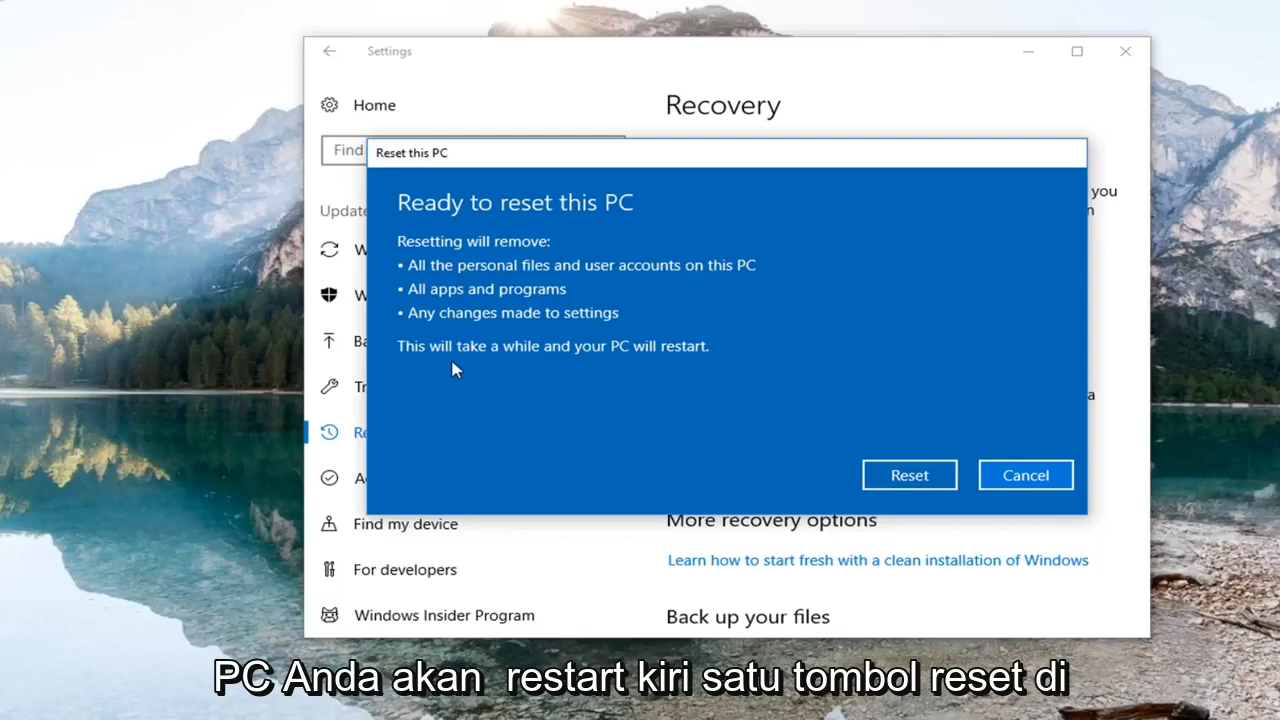 Settings
Home
Recovery
Find
Reset this PC
Ready to reset this PC
you
Update
n
Resetting will remove:
W
• All the personal files and user accounts on this PC
• All apps and programs
W
• Any changes made to settings
Ba
This will take a while and your PC will restart.
Tr
a
Re
A
Reset
Cancel
Find my device
More recovery options
Learn how to start fresh with a clean installation of Windows
For developers
Windows Insider Program
Back up your files
PC Anda akan restart kiri satu tombol reset di